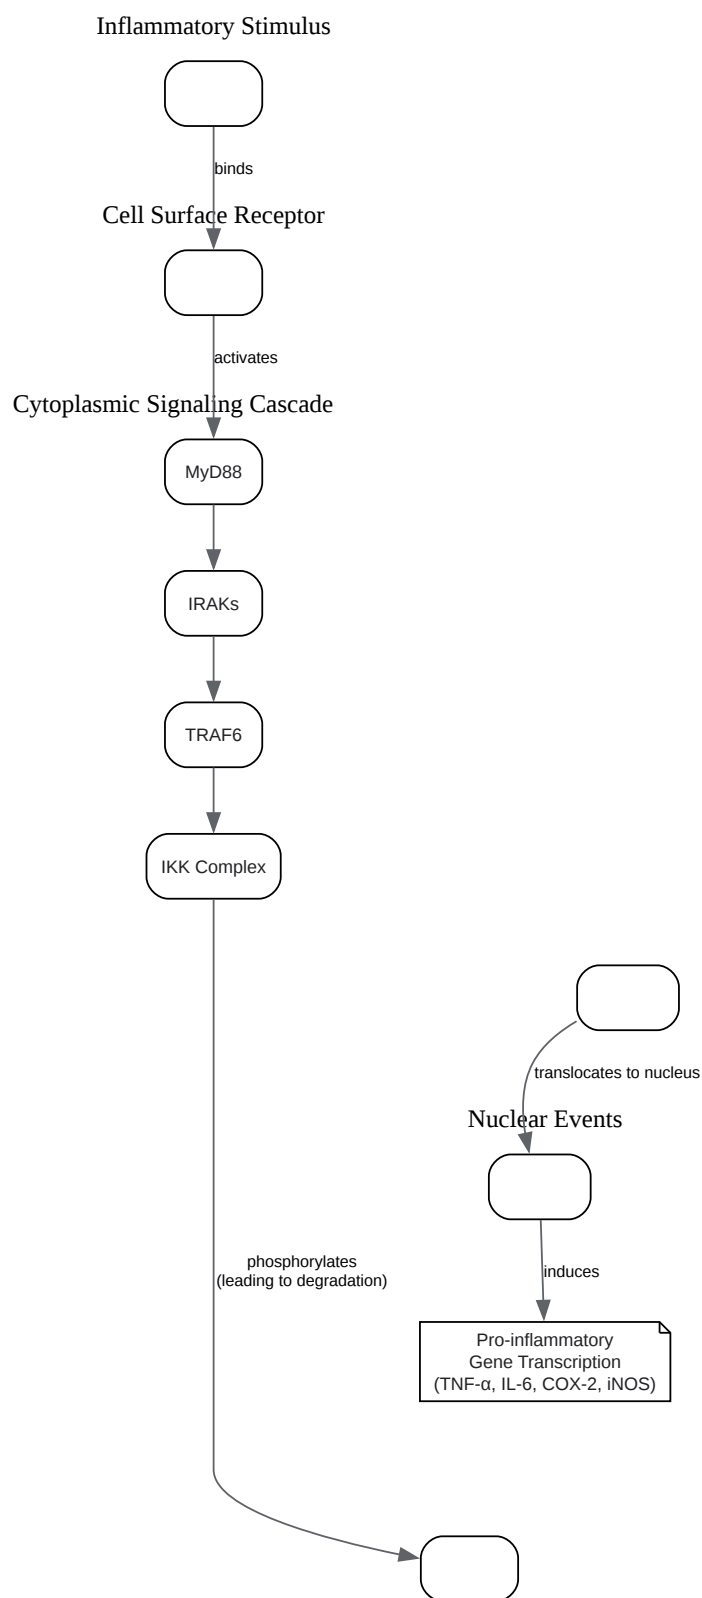 Inflammatory Stimulus
binds
Cell Surface Receptor
activates
Cytoplasmic Signaling Cascade
MyD88
IRAKs
TRAF6
IKK Complex
translocates to nucleus
Nuclear Events
phosphorylates
(leading to degradation)
induces
Pro-inflammatory
Gene Transcription
(TNF-α, IL-6, COX-2, iNOS)